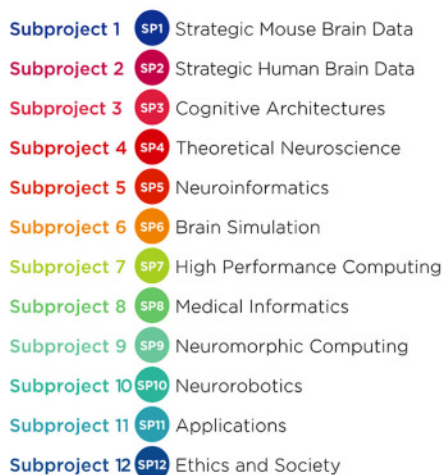 Subproject 1 SP1 Strategic Mouse Brain Data
Subproject 2 SP2 Strategic Human Brain Data
Subproject 3 SP3 Cognitive Architectures
Subproject 4 SP4 Theoretical Neuroscience
Subproject 5 SP5 Neuroinformatics
Subproject 6 SP6 Brain Simulation
Subproject 7 SP7 High Performance Computing
Subproject 8 SP8 Medical Informatics
Subproject 9 SP9 Neuromorphic Computing
Subproject 10 SP10 Neurorobotics
Subproject 11 SP11 Applications
Subproject 12 SP12 Ethics and Society